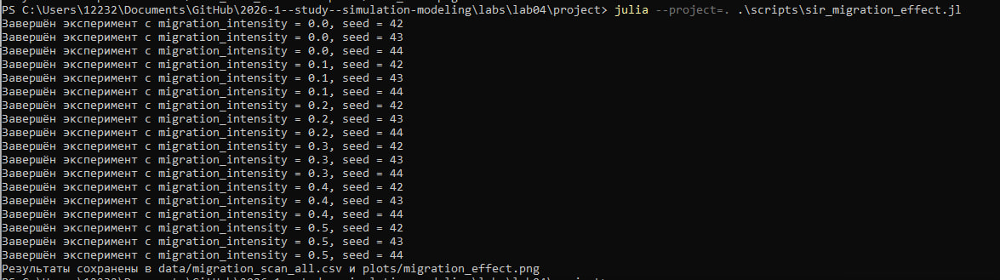 PS C:\Users\12232\Documents\GitHub\2026-1--study--simulation-modeling\labs\lab04\project> julia --project=. .\scripts\sir_migration_effect.jl
Завершён эксперимент с migration_intensity = 0.0, seed = 42
Завершён эксперимент с migration_intensity = 0.0, seed = 43
Завершён эксперимент с migration_intensity = 0.0, seed = 44
Завершён эксперимент с migration_intensity = 0.1, seed = 42
Завершён эксперимент с migration_intensity = 0.1, seed = 43
Завершён эксперимент с migration_intensity = 0.1, seed = 44
Завершён эксперимент с migration_intensity = 0.2, seed = 42
Завершён эксперимент с migration_intensity = 0.2, seed = 43
Завершён эксперимент с migration_intensity = 0.2, seed = 44
Завершён эксперимент с migration_intensity = 0.3, seed = 42
Завершён эксперимент с migration_intensity = 0.3, seed = 43
Завершён эксперимент с migration_intensity = 0.3, seed = 44
Завершён эксперимент с migration_intensity = 0.4, seed = 42
Завершён эксперимент с migration_intensity = 0.4, seed = 43
Завершён эксперимент с migration_intensity = 0.4, seed = 44
Завершён эксперимент с migration_intensity = 0.5, seed = 42
Завершён эксперимент с migration_intensity = 0.5, seed = 43
Завершён эксперимент с migration_intensity = 0.5, seed = 44
Результаты сохранены в data/migration_scan_all.csv и plots/migration_effect.png